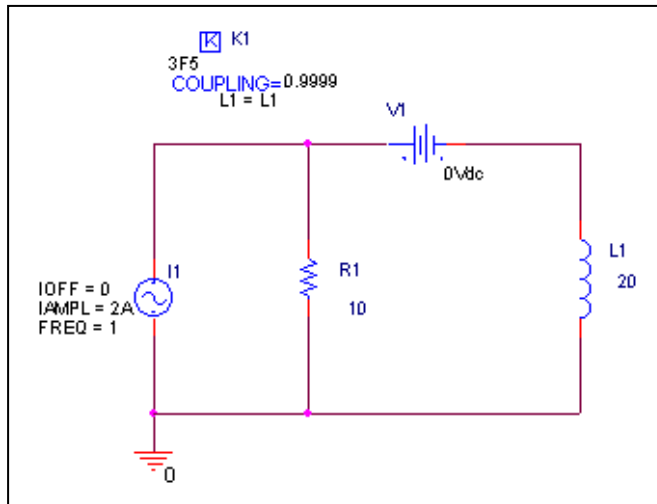 K K1
3F5
COUPLING=0.9999
L1 = L1
V1
0Vdc
I1
IOFF = 0
IAMPL = 2A
FREQ = 1
R1
10
L1
20
0